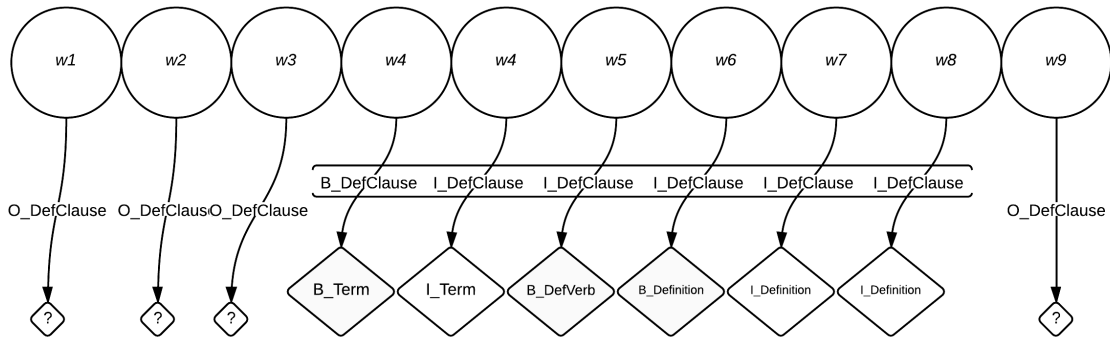 w1 w2 w3 w4 w4 w5 w6 w7 w8 w9
B_DefClause I_DefClause I_DefClause I_DefClause I_DefClause I_DefClause
O_DefClause O_DefClaus O_DefClause O_DefClause
B_Term I_Term B_DefVerb B_Definition I_Definition I_Definition
? ? ? ?